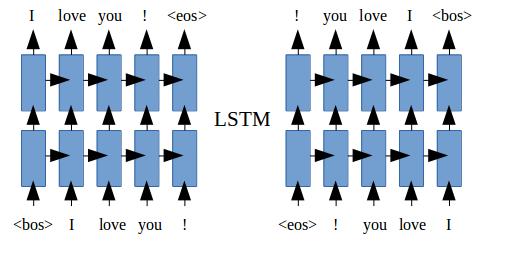 I love you ! <eos>
! you love I <bos>
LSTM
<bos> I love you !
<eos> ! you love I